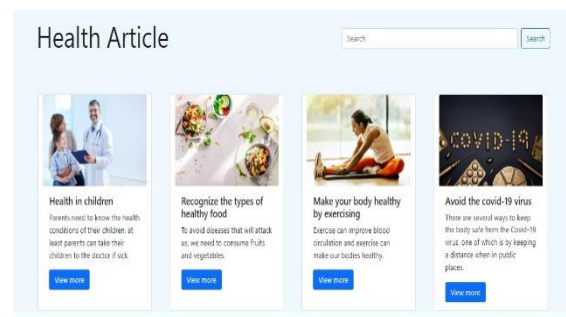 Health Article
Search
Search
COVID-19
Health in children
Parents need to know the health
conditions of their children, at
least parents can take their
children to the doctor if sick.
View more
Recognize the types of
healthy food
To avoid diseases that will attack
us, we need to consume fruits
and vegetables.
View more
Make your body healthy
by exercising
Exercise can improve blood
circulation and exercise can
make our bodies healthy.
View more
Avoid the covid-19 virus
There are several ways to keep
the body safe from the Covid-19
virus, one of which is by keeping
a distance when in public
places.
View more